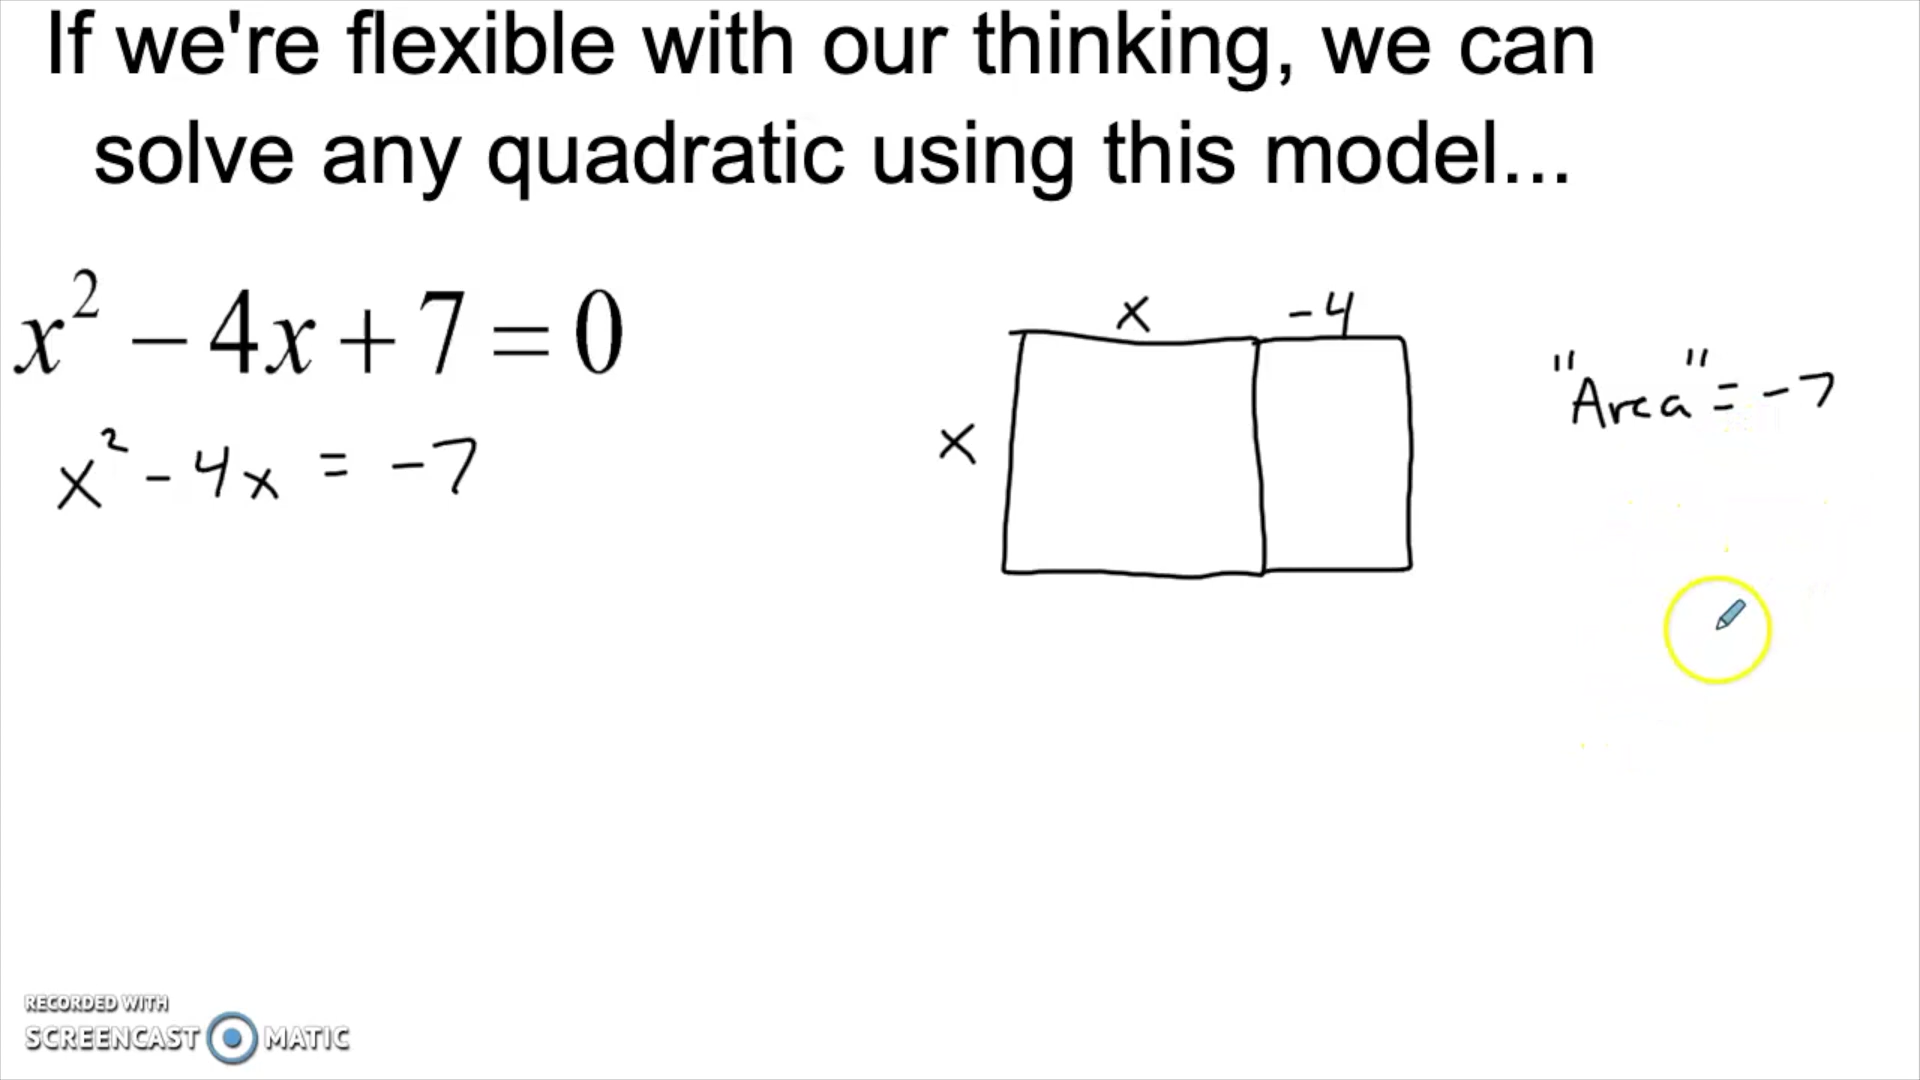 If we're flexible with our thinking, we can
solve any quadratic using this model...
x² − 4x + 7 = 0
x² - 4x = -7
x -4
x
"Area" = -7
RECORDED WITH
SCREENCAST MATIC